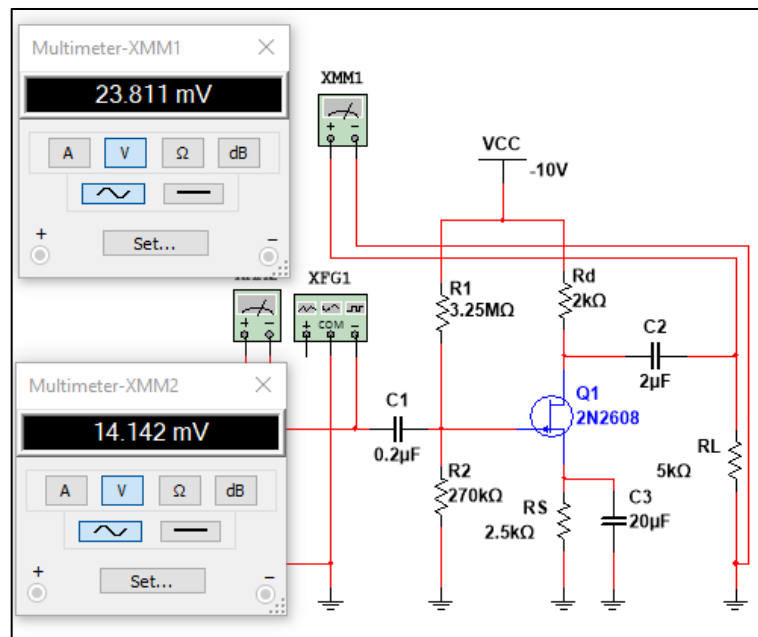 Multimeter-XMM1
23.811 mV
A V Ω dB
+ Set... −
XMM1
+ −
VCC
-10V
XFG1
+ COM −
+ −
R1
3.25MΩ
Rd
2kΩ
C2
2µF
Q1
2N2608
C1
0.2µF
R2
270kΩ
RS
2.5kΩ
C3
20µF
RL
5kΩ
Multimeter-XMM2
14.142 mV
A V Ω dB
+ Set... −